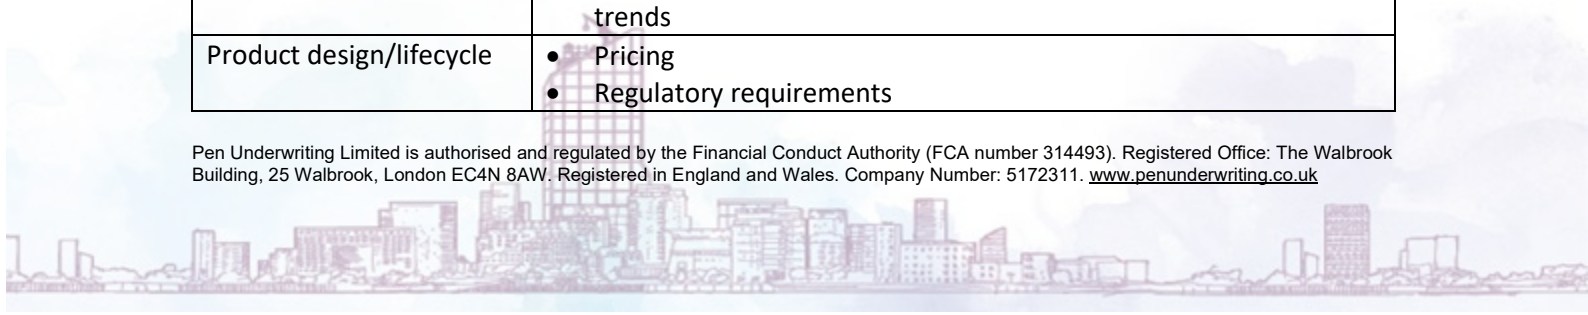 trends
Product design/lifecycle
• Pricing
• Regulatory requirements
Pen Underwriting Limited is authorised and regulated by the Financial Conduct Authority (FCA number 314493). Registered Office: The Walbrook
Building, 25 Walbrook, London EC4N 8AW. Registered in England and Wales. Company Number: 5172311. www.penunderwriting.co.uk